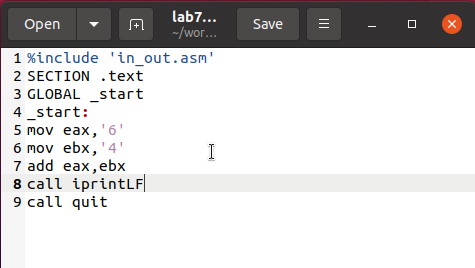 Open lab7... Save
~/wor...
1 %include 'in_out.asm'
2 SECTION .text
3 GLOBAL _start
4 _start:
5 mov eax,'6'
6 mov ebx,'4'
7 add eax,ebx
8 call iprintLF
9 call quit